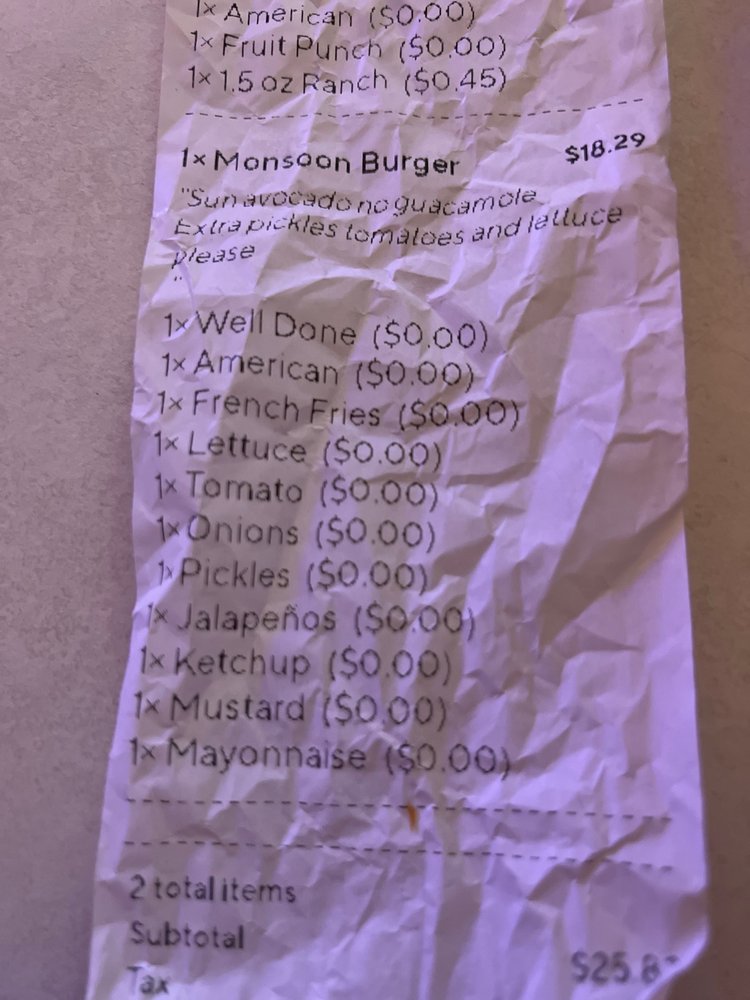 1× American ($0.00)
1× Fruit Punch ($0.00)
1× 1.5 oz Ranch ($0.45)
1× Monsoon Burger $18.29
"Sun avocado no guacamole
Extra pickles tomatoes and lettuce
please
"
1× Well Done ($0.00)
1× American ($0.00)
1× French Fries ($0.00)
1× Lettuce ($0.00)
1× Tomato ($0.00)
1× Onions ($0.00)
1× Pickles ($0.00)
1× Jalapeños ($0.00)
1× Ketchup ($0.00)
1× Mustard ($0.00)
1× Mayonnaise ($0.00)
2 total items
Subtotal
Tax